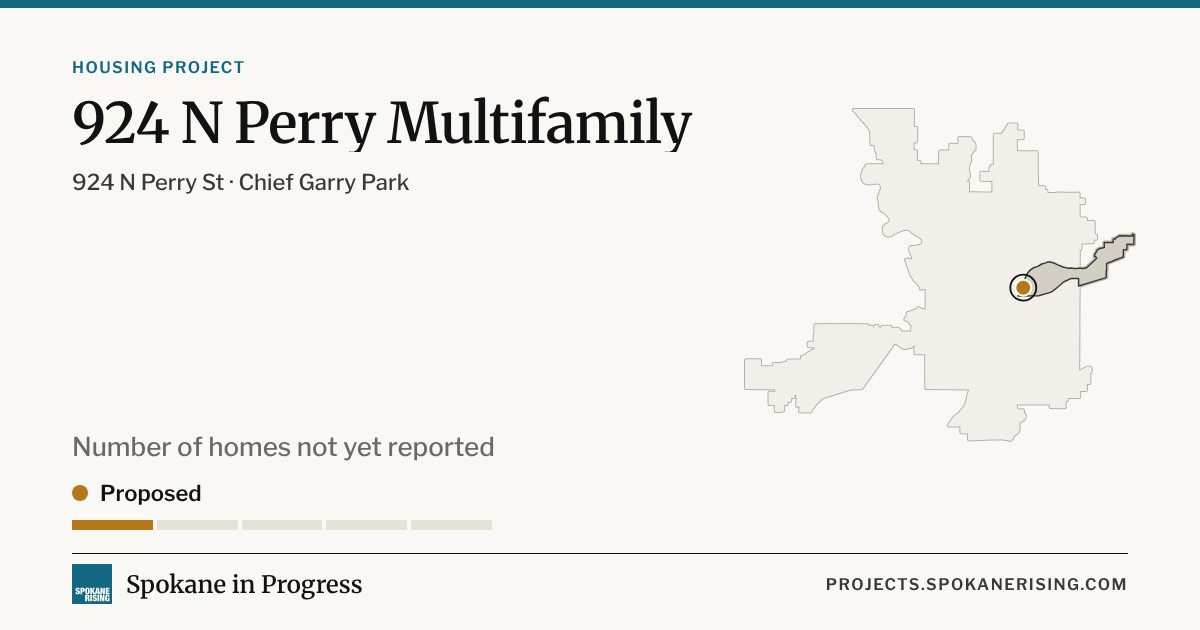 HOUSING PROJECT
924 N Perry Multifamily
924 N Perry St · Chief Garry Park
Number of homes not yet reported
Proposed
SPOKANE
RISING
Spokane in Progress
PROJECTS.SPOKANERISING.COM